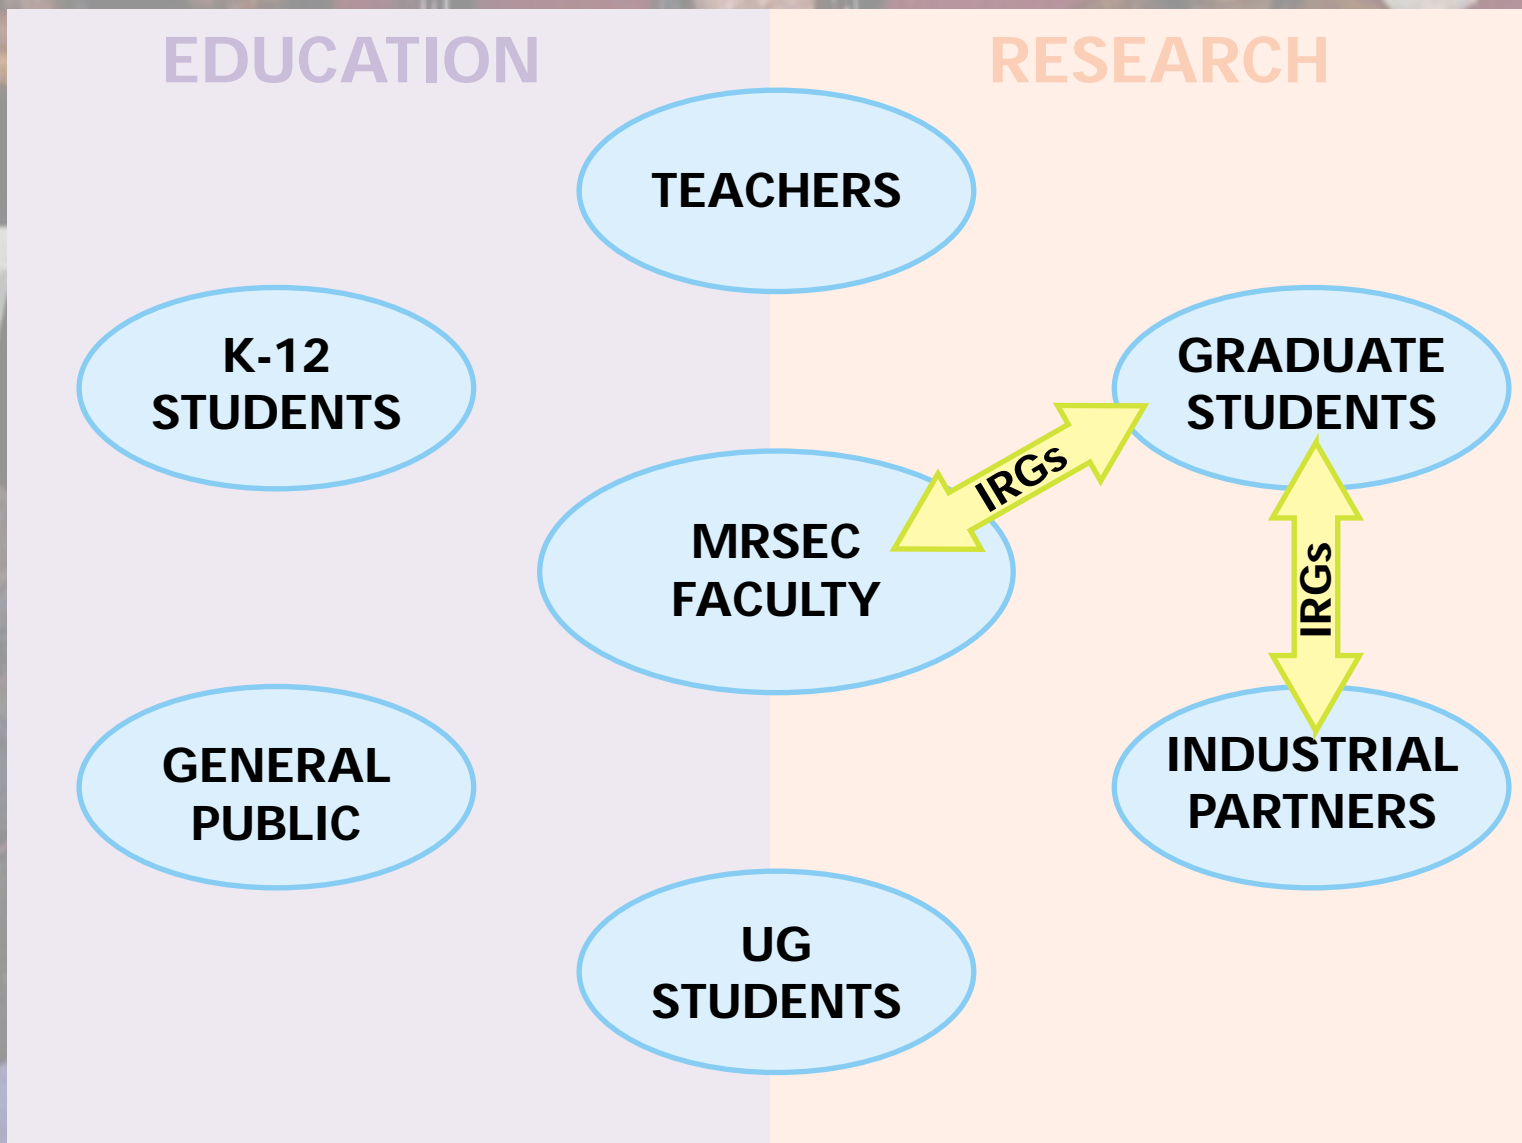 EDUCATION
RESEARCH
TEACHERS
K-12
STUDENTS
GRADUATE
STUDENTS
IRGs
MRSEC
FACULTY
IRGs
GENERAL
PUBLIC
INDUSTRIAL
PARTNERS
UG
STUDENTS